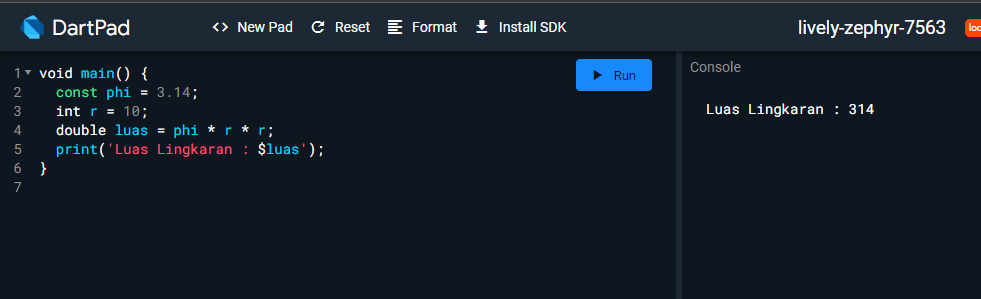 DartPad
New Pad Reset Format Install SDK
lively-zephyr-7563
loc
Run
1 void main() {
2   const phi = 3.14;
3   int r = 10;
4   double luas = phi * r * r;
5   print('Luas Lingkaran : $luas');
6 }
7
Console
Luas Lingkaran : 314